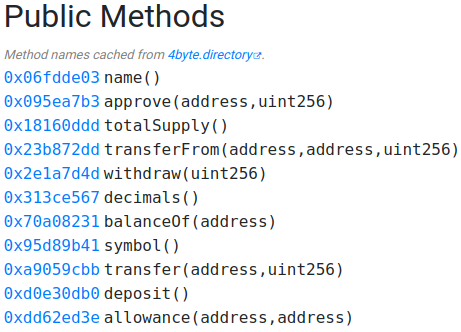 Public Methods
Method names cached from 4byte.directory.
0x06fdde03 name()
0x095ea7b3 approve(address,uint256)
0x18160ddd totalSupply()
0x23b872dd transferFrom(address,address,uint256)
0x2e1a7d4d withdraw(uint256)
0x313ce567 decimals()
0x70a08231 balanceOf(address)
0x95d89b41 symbol()
0xa9059cbb transfer(address,uint256)
0xd0e30db0 deposit()
0xdd62ed3e allowance(address,address)